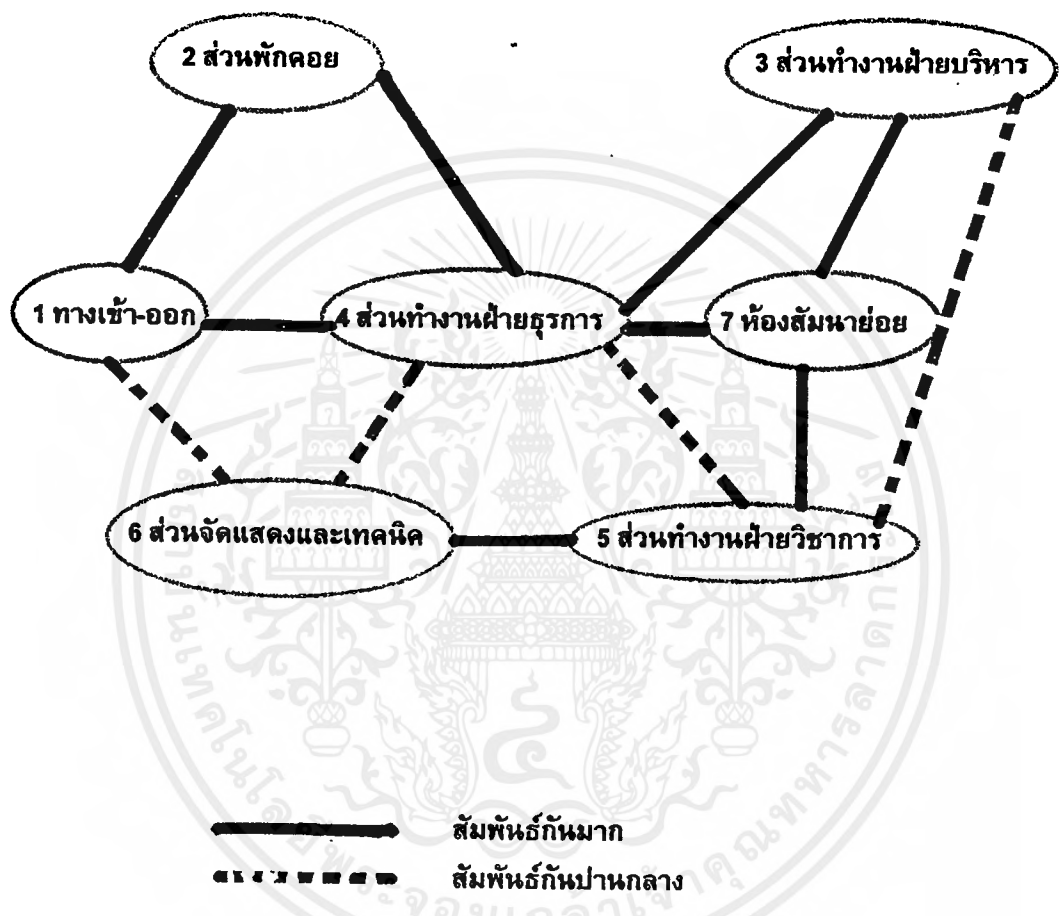 2 ส่วนพักคอย
3 ส่วนทำงานฝ่ายบริหาร
1 ทางเข้า-ออก
4 ส่วนทำงานฝ่ายธุรการ
7 ห้องสัมนาย่อย
6 ส่วนจัดแสดงและเทคนิค
5 ส่วนทำงานฝ่ายวิชาการ
สัมพันธ์กันมาก
สัมพันธ์กันปานกลาง